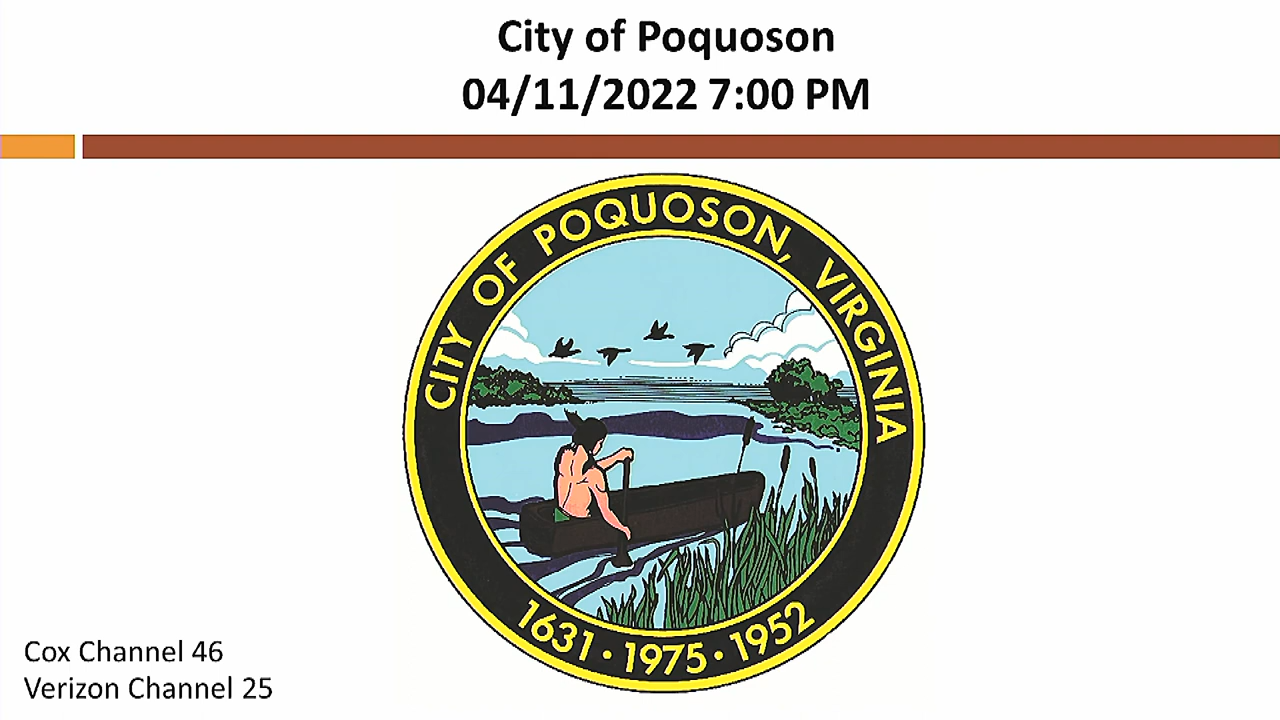 City of Poquoson
04/11/2022 7:00 PM
CITY OF POQUOSON, VIRGINIA
1631 · 1975 · 1952
Cox Channel 46
Verizon Channel 25